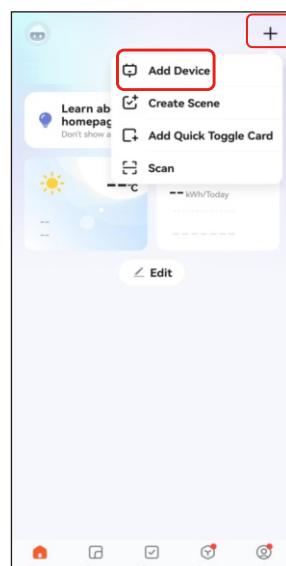 +
Add Device
Create Scene
Add Quick Toggle Card
Scan
Learn ab
homepag
Don't show a
--°c
-- kWh/Today
--
--
-------
Edit